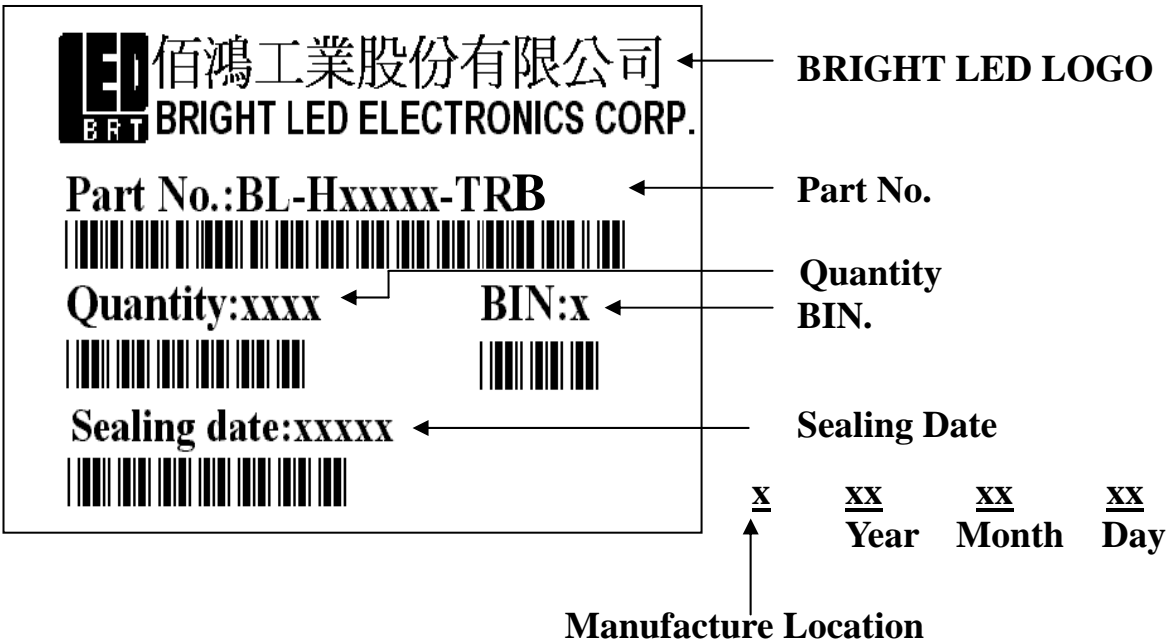 LED 佰鴻工業股份有限公司
BRT BRIGHT LED ELECTRONICS CORP.
BRIGHT LED LOGO
Part No.:BL-Hxxxxx-TRB
Part No.
Quantity:xxxx
BIN:x
Quantity
BIN.
Sealing date:xxxxx
Sealing Date
x xx xx xx
Year Month Day
Manufacture Location